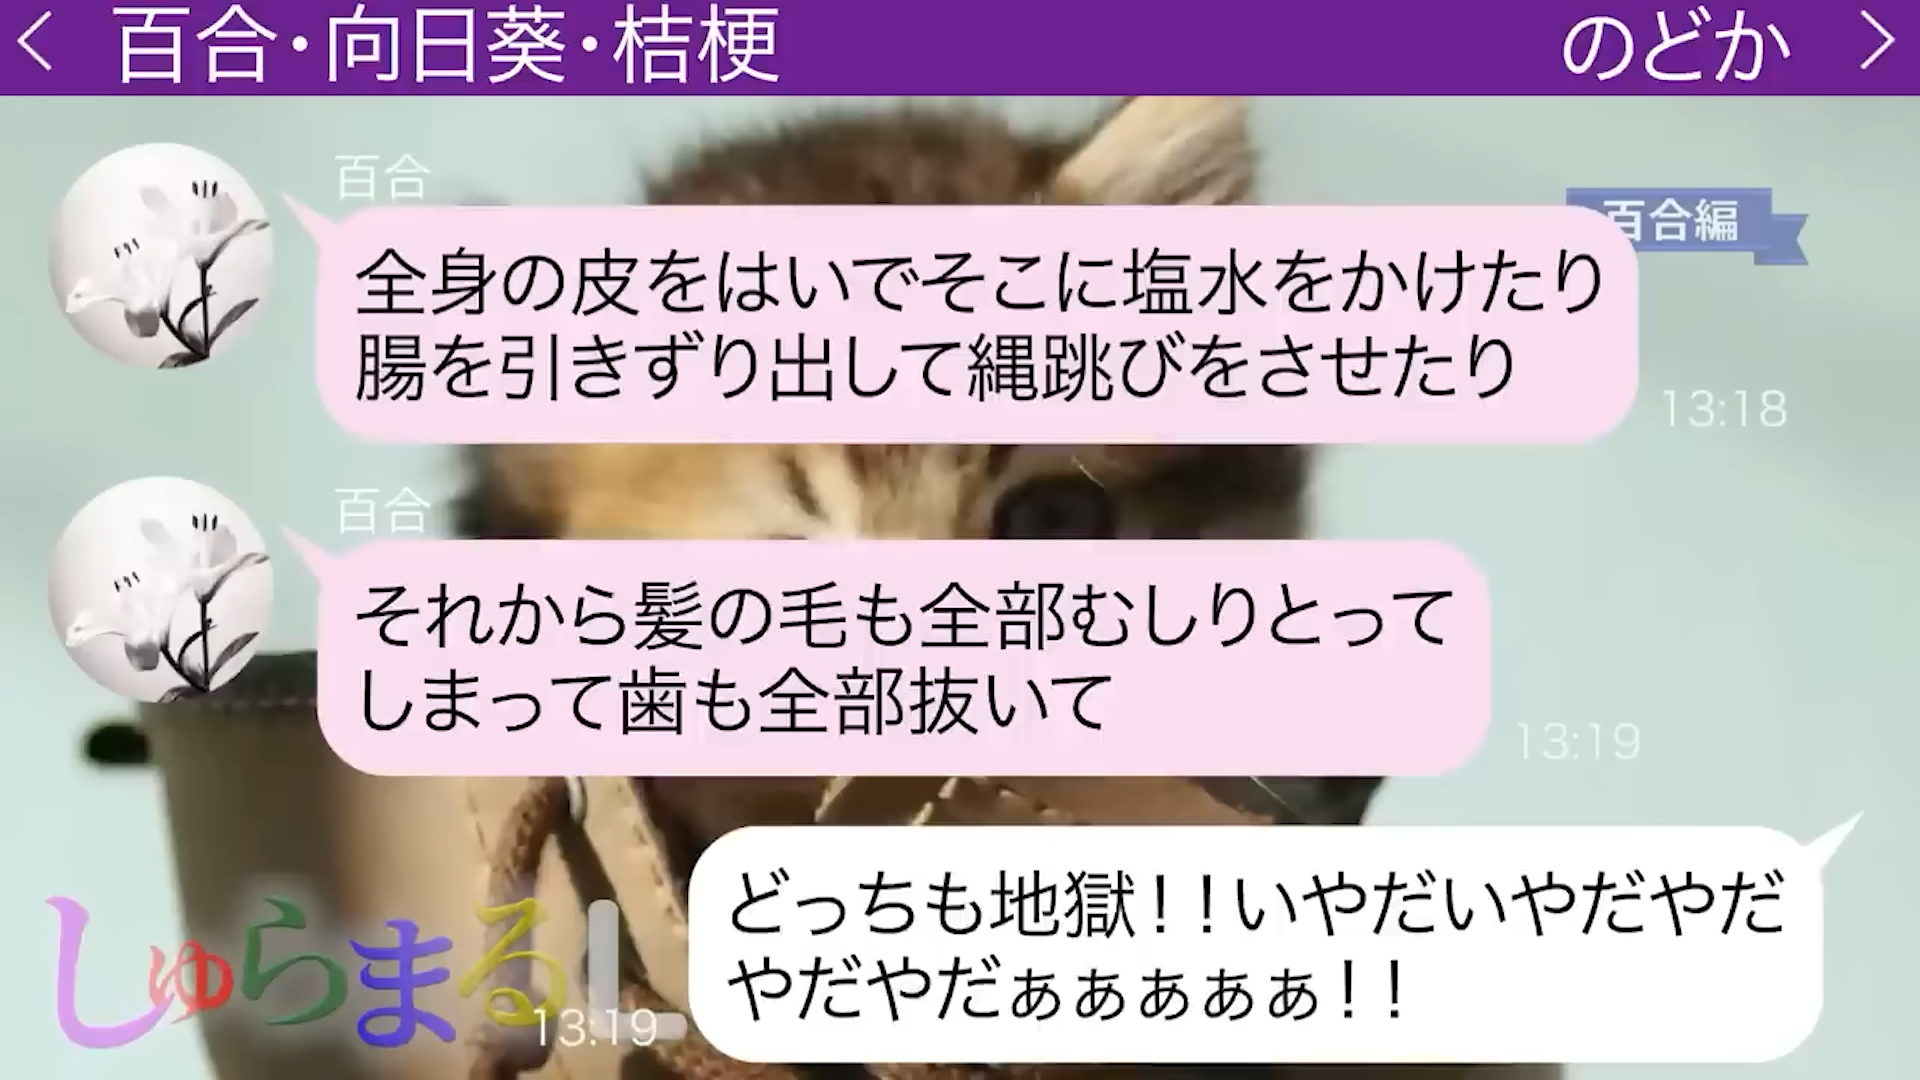 百合・向日葵・桔梗
のどか
百合
百合編
全身の皮をはいでそこに塩水をかけたり
腸を引きずり出して縄跳びをさせたり
13:18
百合
それから髪の毛も全部むしりとって
しまって歯も全部抜いて
13:19
どっちも地獄!!いやだいやだやだ
やだやだぁぁぁぁぁ!!
13:19
しゅらまる